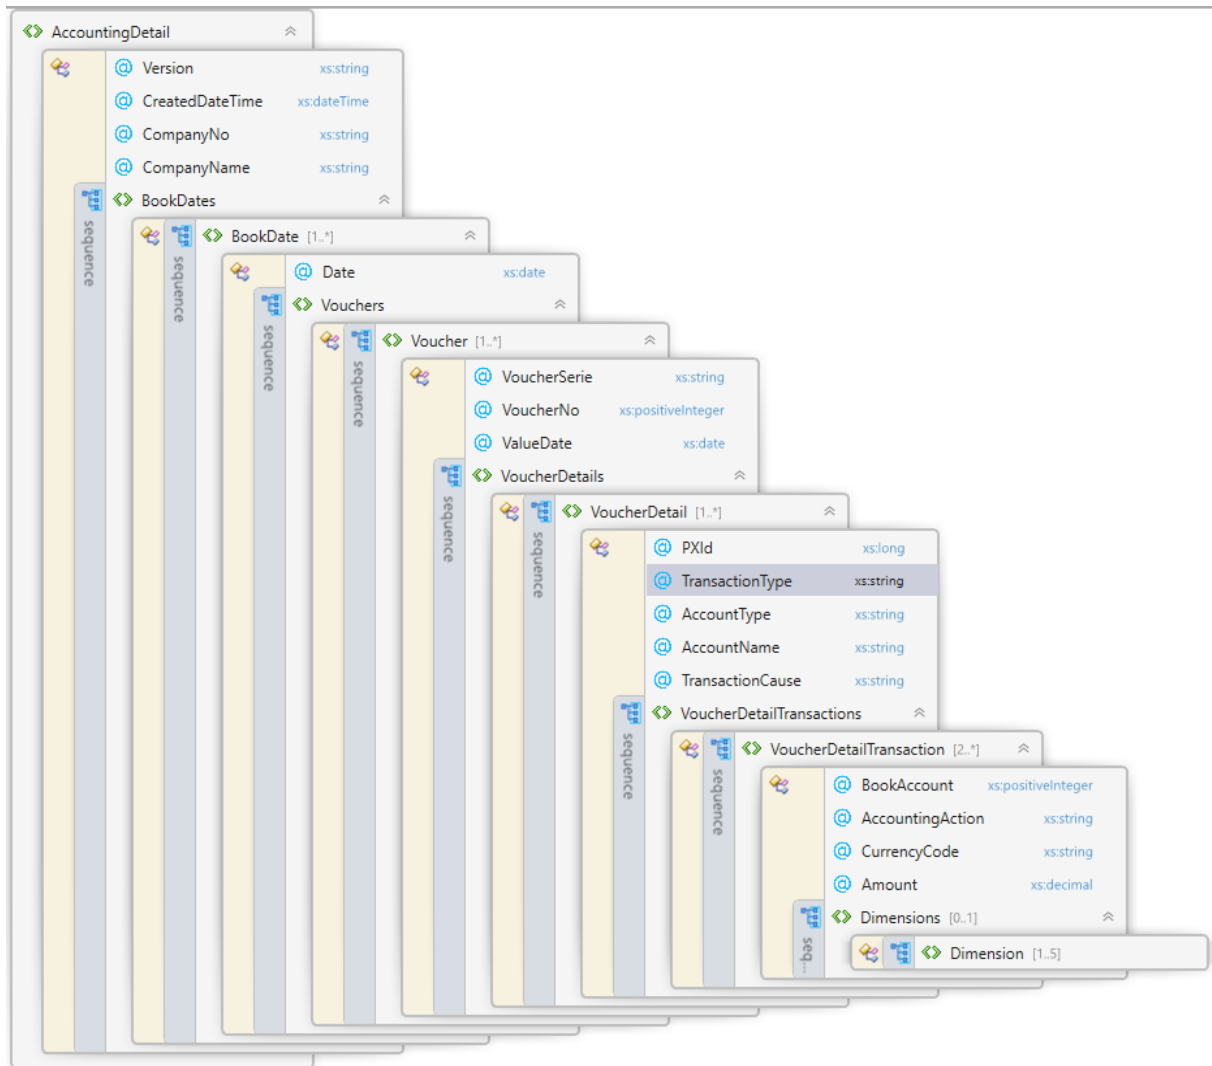 AccountingDetail
Version xs:string
CreatedDateTime xs:dateTime
CompanyNo xs:string
CompanyName xs:string
sequence
BookDates
sequence
BookDate [1..*]
Date xs:date
sequence
Vouchers
sequence
Voucher [1..*]
VoucherSerie xs:string
VoucherNo xs:positiveInteger
ValueDate xs:date
sequence
VoucherDetails
sequence
VoucherDetail [1..*]
PXId xs:long
TransactionType xs:string
AccountType xs:string
AccountName xs:string
TransactionCause xs:string
sequence
VoucherDetailTransactions
sequence
VoucherDetailTransaction [2..*]
BookAccount xs:positiveInteger
AccountingAction xs:string
CurrencyCode xs:string
Amount xs:decimal
seq...
Dimensions [0..1]
Dimension [1..5]